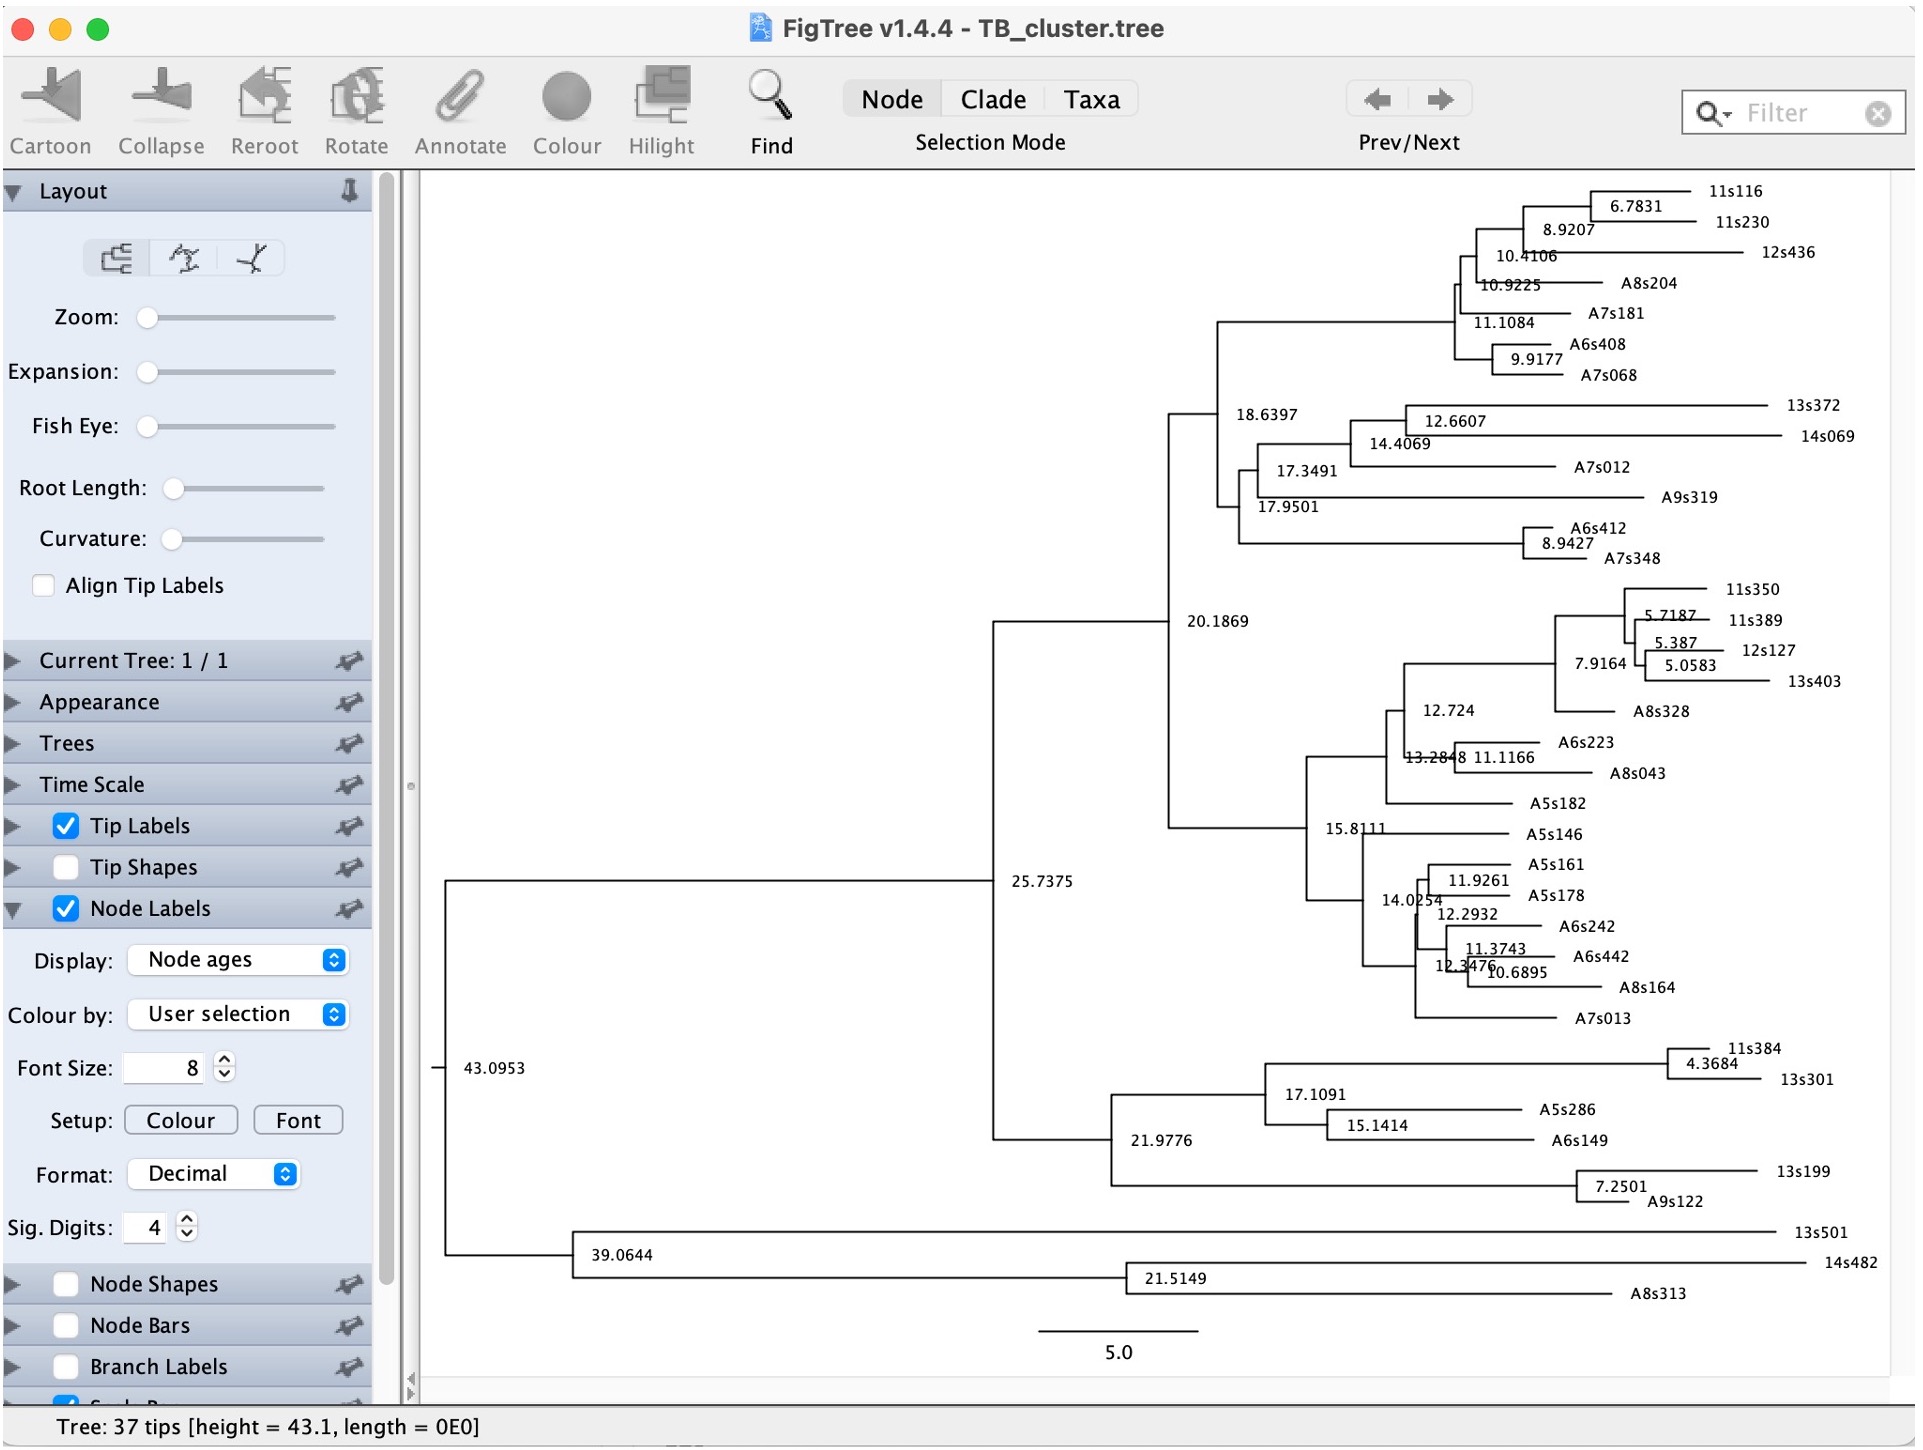 FigTree v1.4.4 - TB_cluster.tree
Cartoon Collapse Reroot Rotate Annotate Colour Hilight Find
Node Clade Taxa
Selection Mode
Prev/Next
Filter
Layout
Zoom:
Expansion:
Fish Eye:
Root Length:
Curvature:
Align Tip Labels
Current Tree: 1 / 1
Appearance
Trees
Time Scale
Tip Labels
Tip Shapes
Node Labels
Display: Node ages
Colour by: User selection
Font Size: 8
Setup: Colour Font
Format: Decimal
Sig. Digits: 4
Node Shapes
Node Bars
Branch Labels
11s116
6.7831
11s230
8.9207
12s436
10.4106
A8s204
10.9225
A7s181
11.1084
A6s408
9.9177
A7s068
13s372
18.6397
12.6607
14s069
14.4069
A7s012
17.3491
A9s319
17.9501
A6s412
8.9427
A7s348
11s350
5.7187
11s389
20.1869
5.387
12s127
7.9164
5.0583
13s403
12.724
A8s328
A6s223
13.2848
11.1166
A8s043
A5s182
15.8111
A5s146
A5s161
25.7375
11.9261
A5s178
14.0254
12.2932
A6s242
11.3743
A6s442
12.3476
10.6895
A8s164
A7s013
11s384
43.0953
4.3684
13s301
17.1091
A5s286
15.1414
A6s149
21.9776
13s199
7.2501
A9s122
13s501
39.0644
14s482
21.5149
A8s313
5.0
Tree: 37 tips [height = 43.1, length = 0E0]